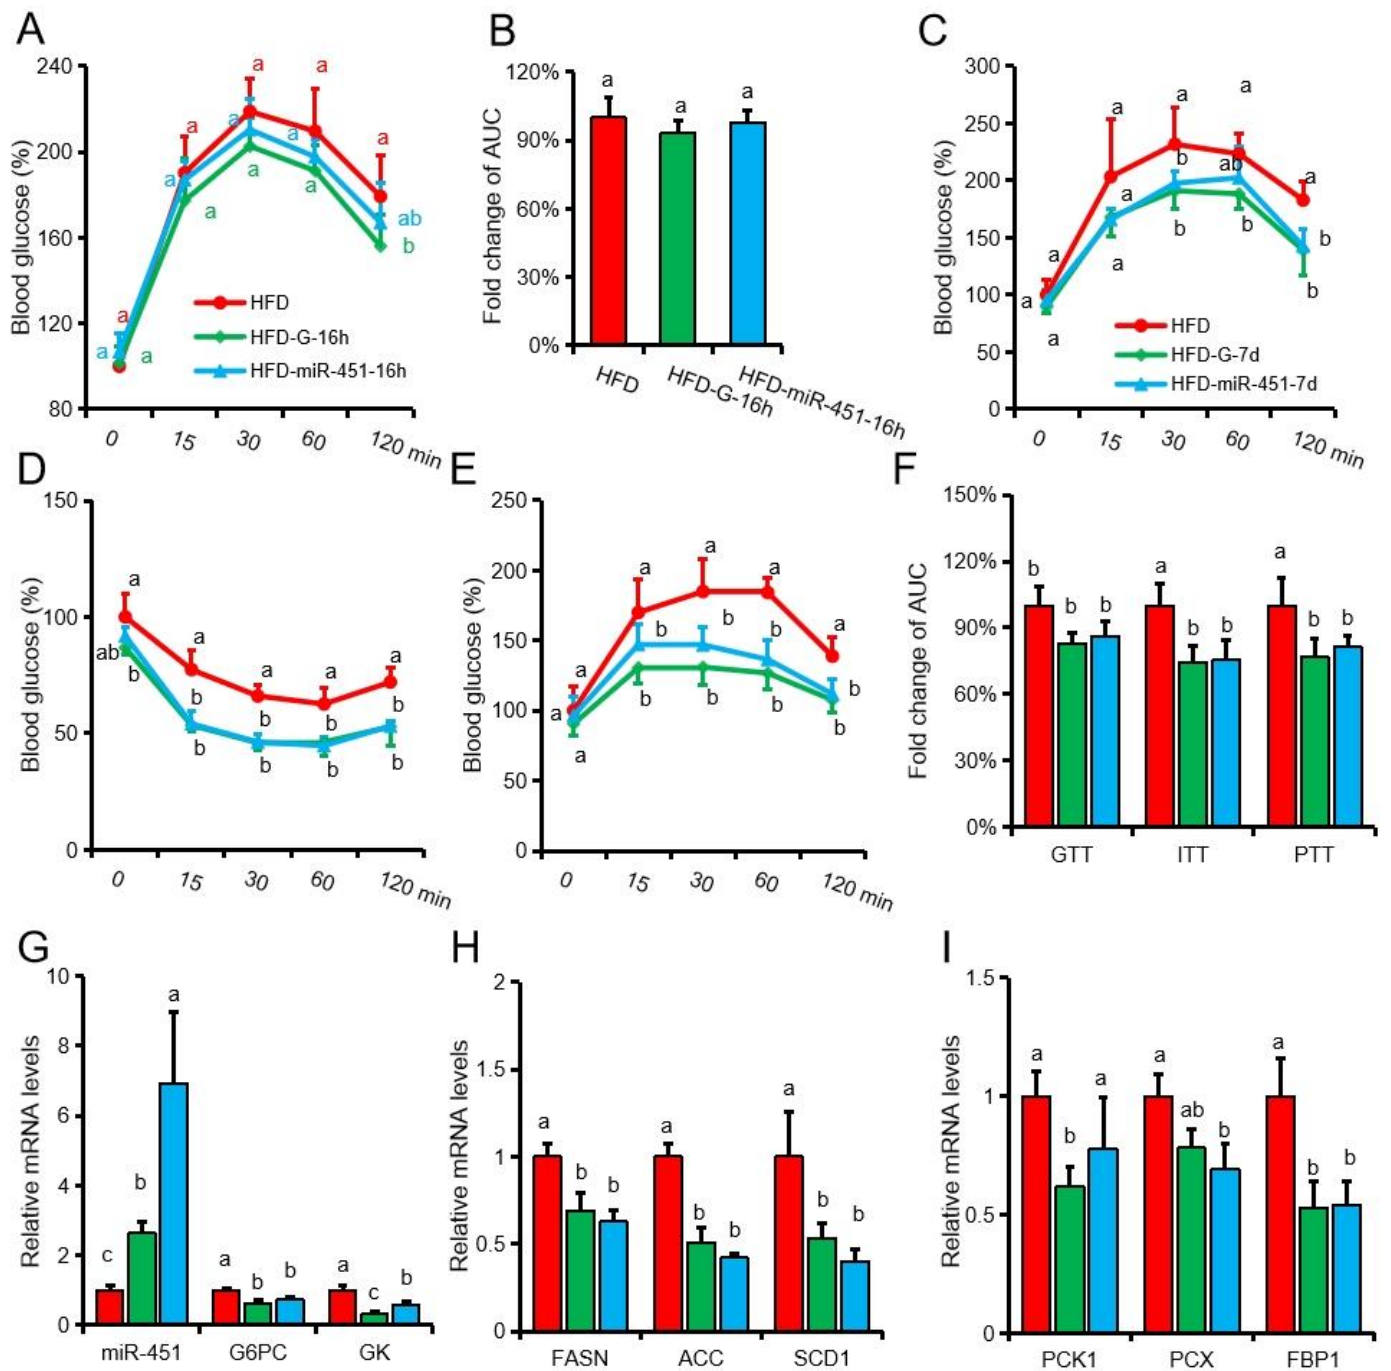 A
B
C
240
200
160
120
80
Blood glucose (%)
a
a
a
a
a
a
a
a
a
a
a
a
a
ab
b
HFD
HFD-G-16h
HFD-miR-451-16h
0
15
30
60
120 min
120%
90%
60%
30%
0%
Fold change of AUC
a
a
a
HFD
HFD-G-16h
HFD-miR-451-16h
300
250
200
150
100
50
0
Blood glucose (%)
a
a
a
a
a
a
a
a
a
b
b
ab
b
b
b
HFD
HFD-G-7d
HFD-miR-451-7d
0
15
30
60
120 min
D
E
F
150
100
50
0
Blood glucose (%)
a
a
a
a
a
ab
b
b
b
b
b
b
b
b
b
0
15
30
60
120 min
250
200
150
100
50
0
Blood glucose (%)
a
a
a
a
a
a
a
b
b
b
b
b
b
b
b
0
15
30
60
120 min
150%
120%
90%
60%
30%
0%
Fold change of AUC
b
b
b
a
b
b
a
b
b
GTT
ITT
PTT
G
H
I
10
8
6
4
2
0
Relative mRNA levels
c
b
a
a
b
b
a
c
b
miR-451
G6PC
GK
2
1.5
1
0.5
0
Relative mRNA levels
a
b
b
a
b
b
a
b
b
FASN
ACC
SCD1
1.5
1
0.5
0
Relative mRNA levels
a
b
a
a
ab
b
a
b
b
PCK1
PCX
FBP1